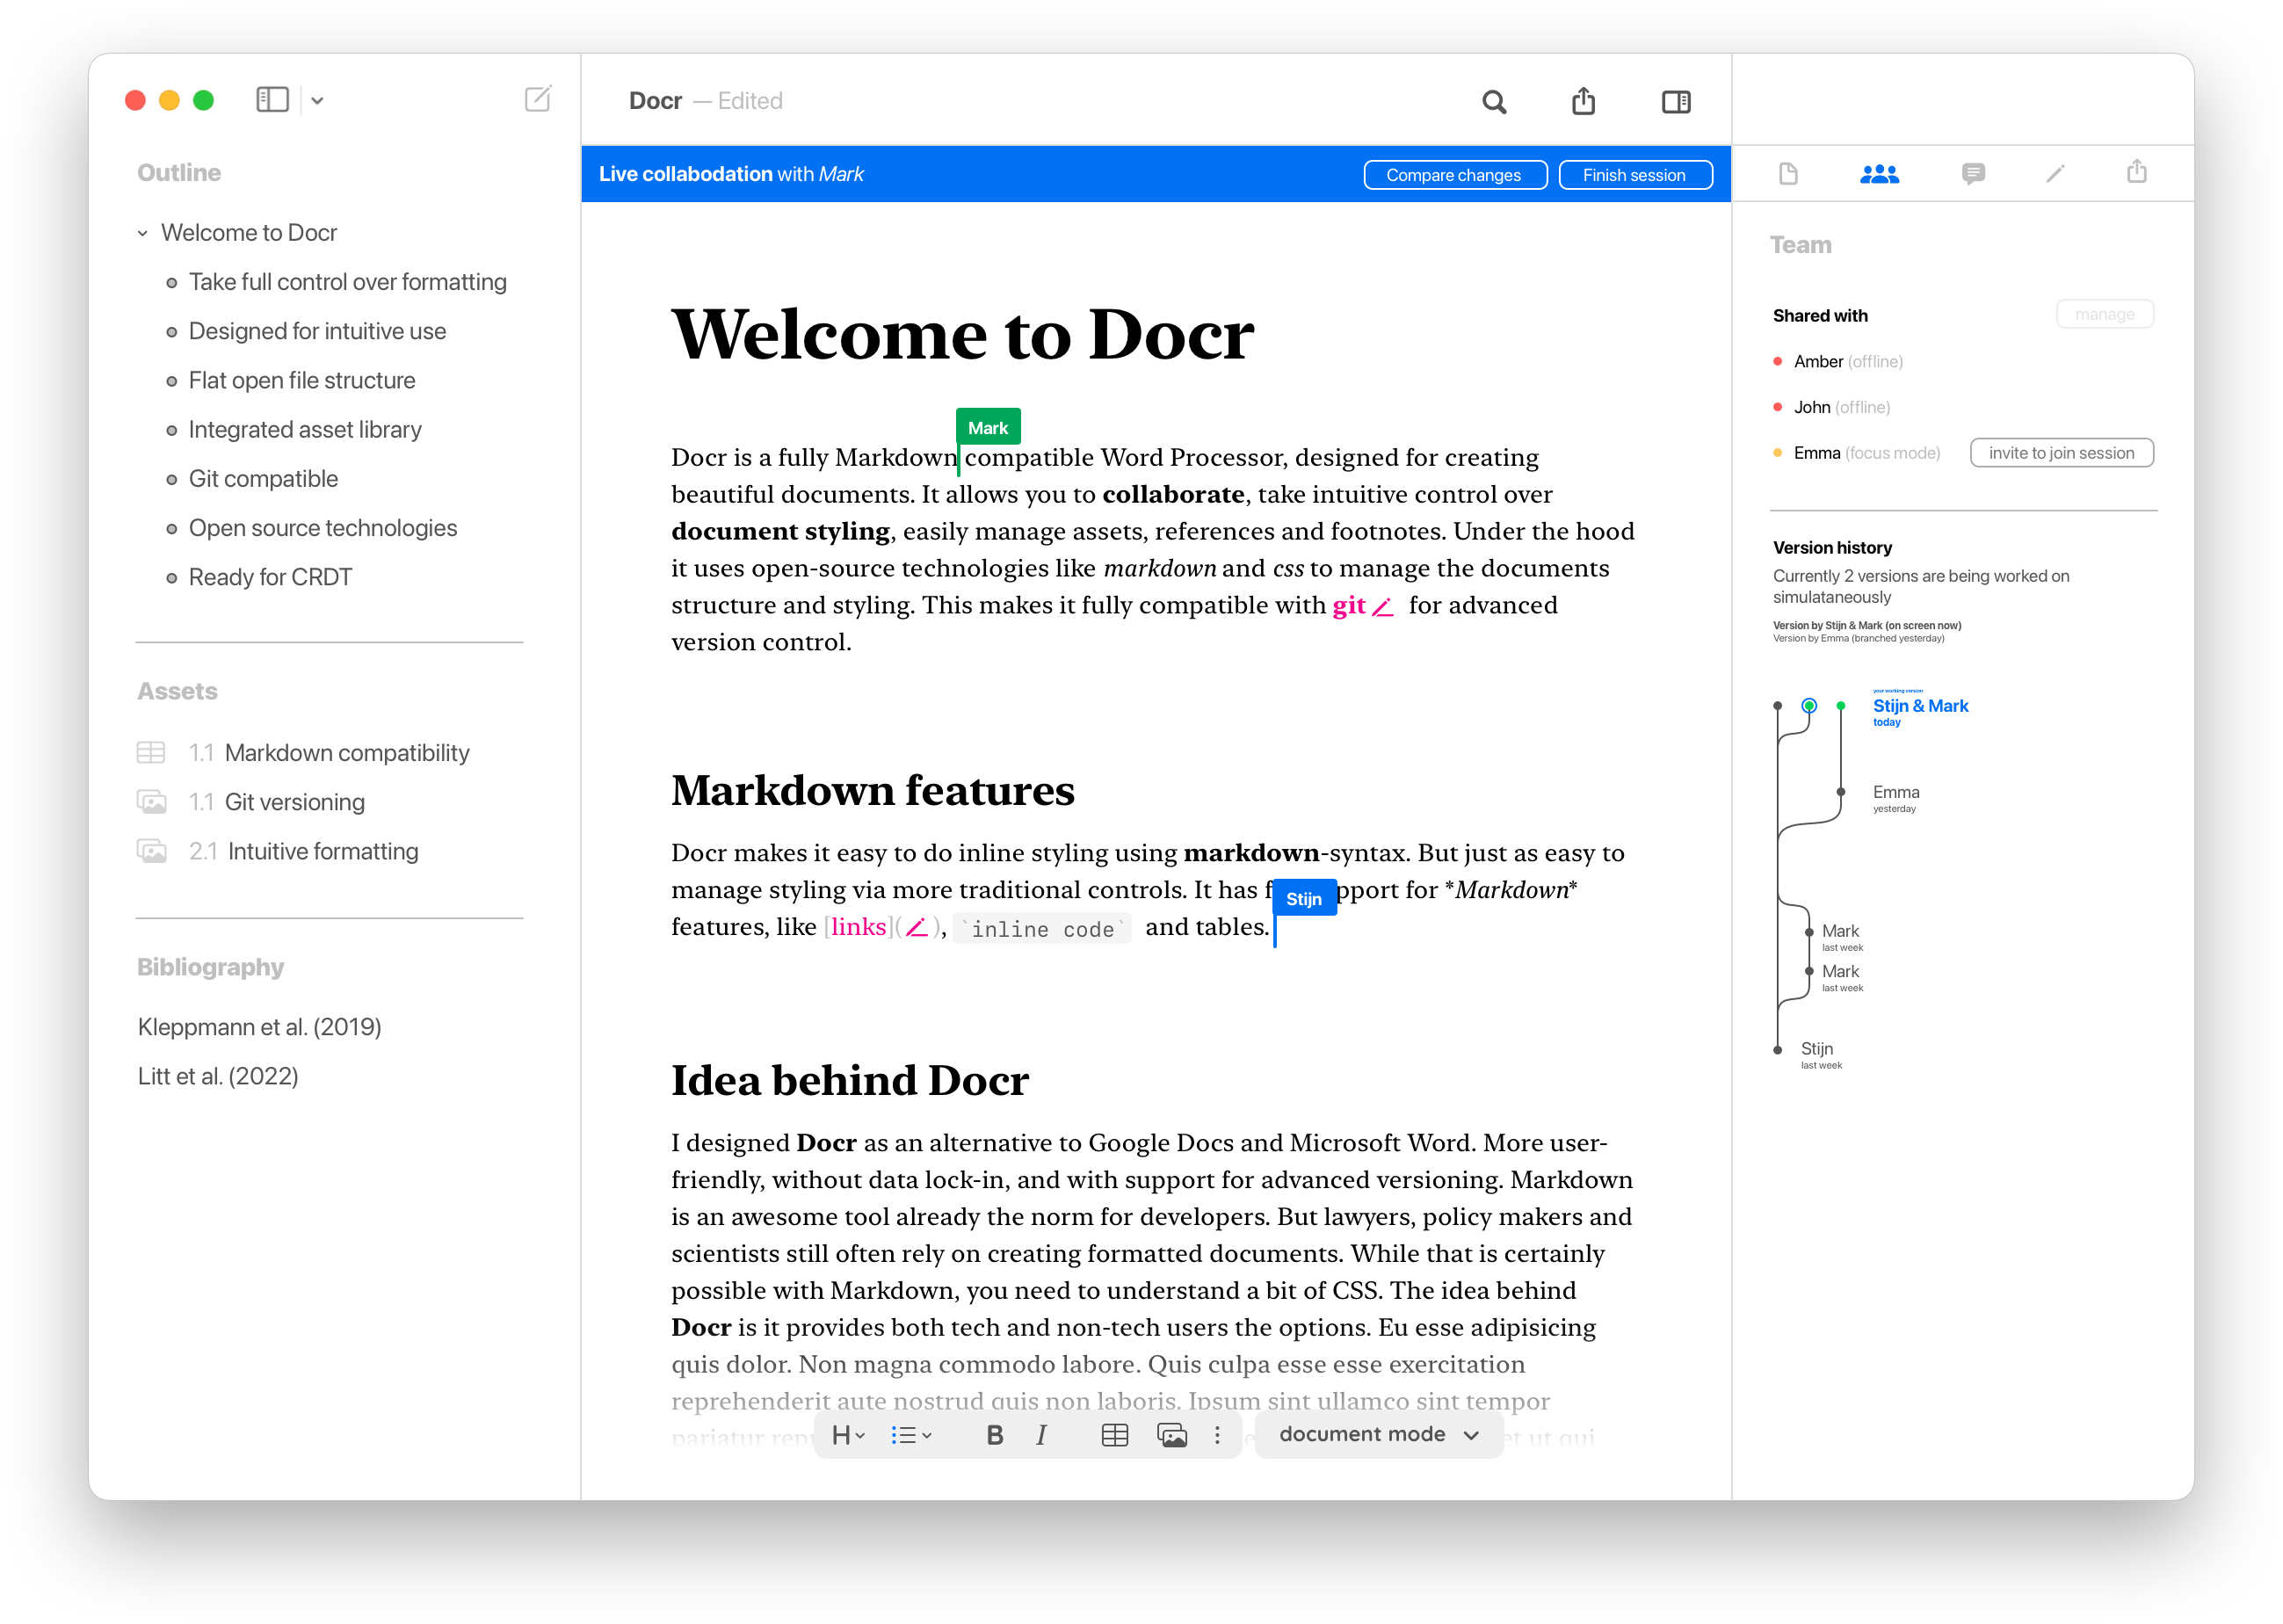 Outline
Welcome to Docr
Take full control over formatting
Designed for intuitive use
Flat open file structure
Integrated asset library
Git compatible
Open source technologies
Ready for CRDT
Assets
1.1 Markdown compatibility
1.1 Git versioning
2.1 Intuitive formatting
Bibliography
Kleppmann et al. (2019)
Litt et al. (2022)
Docr — Edited
Live collabodation with Mark
Compare changes
Finish session
Welcome to Docr
Mark
Docr is a fully Markdown compatible Word Processor, designed for creating
beautiful documents. It allows you to collaborate, take intuitive control over
document styling, easily manage assets, references and footnotes. Under the hood
it uses open-source technologies like markdown and css to manage the documents
structure and styling. This makes it fully compatible with git for advanced
version control.
Markdown features
Docr makes it easy to do inline styling using markdown-syntax. But just as easy to
manage styling via more traditional controls. It has for *Markdown*
Stijn
features, like [links]( ), `inline code` and tables.
Idea behind Docr
I designed Docr as an alternative to Google Docs and Microsoft Word. More user-
friendly, without data lock-in, and with support for advanced versioning. Markdown
is an awesome tool already the norm for developers. But lawyers, policy makers and
scientists still often rely on creating formatted documents. While that is certainly
possible with Markdown, you need to understand a bit of CSS. The idea behind
Docr is it provides both tech and non-tech users the options. Eu esse adipisicing
quis dolor. Non magna commodo labore. Quis culpa esse esse exercitation
reprehenderit aute nostrud quis non laboris. Ipsum sint ullamco sint tempor
pariatur et ut qui
H B I
document mode
Team
Shared with
manage
Amber (offline)
John (offline)
Emma (focus mode)
invite to join session
Version history
Currently 2 versions are being worked on
simulataneously
Version by Stijn & Mark (on screen now)
Version by Emma (branched yesterday)
your working version
Stijn & Mark
today
Emma
yesterday
Mark
last week
Mark
last week
Stijn
last week